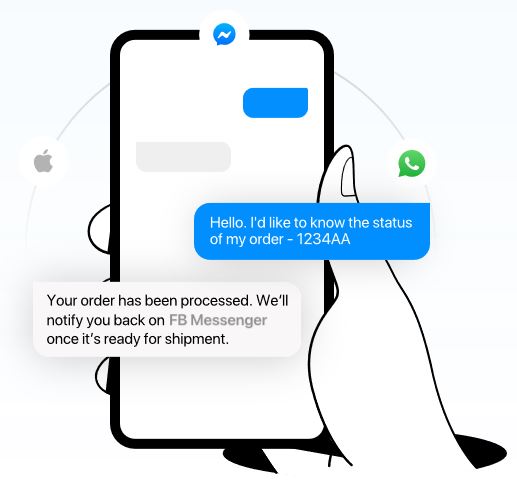 Hello. I'd like to know the status
of my order - 1234AA
Your order has been processed. We'll
notify you back on FB Messenger
once it's ready for shipment.